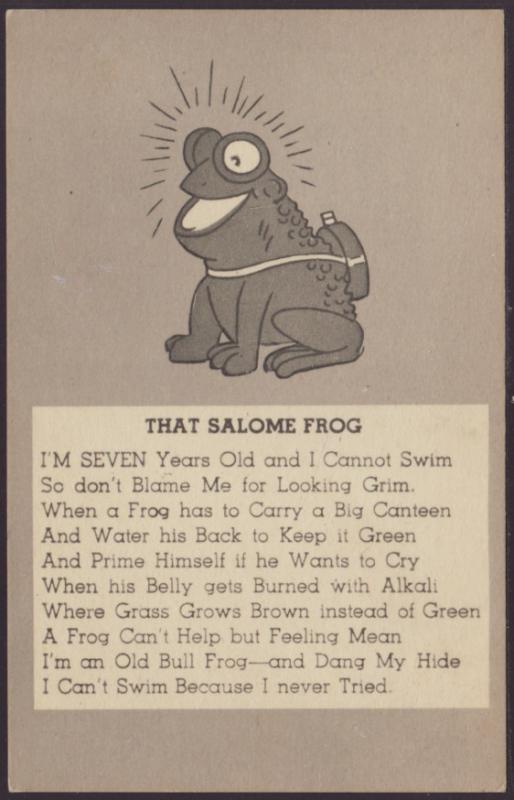 THAT SALOME FROG
I'M SEVEN Years Old and I Cannot Swim
So don't Blame Me for Looking Grim.
When a Frog has to Carry a Big Canteen
And Water his Back to Keep it Green
And Prime Himself if he Wants to Cry
When his Belly gets Burned with Alkali
Where Grass Grows Brown instead of Green
A Frog Can't Help but Feeling Mean
I'm an Old Bull Frog—and Dang My Hide
I Can't Swim Because I never Tried.